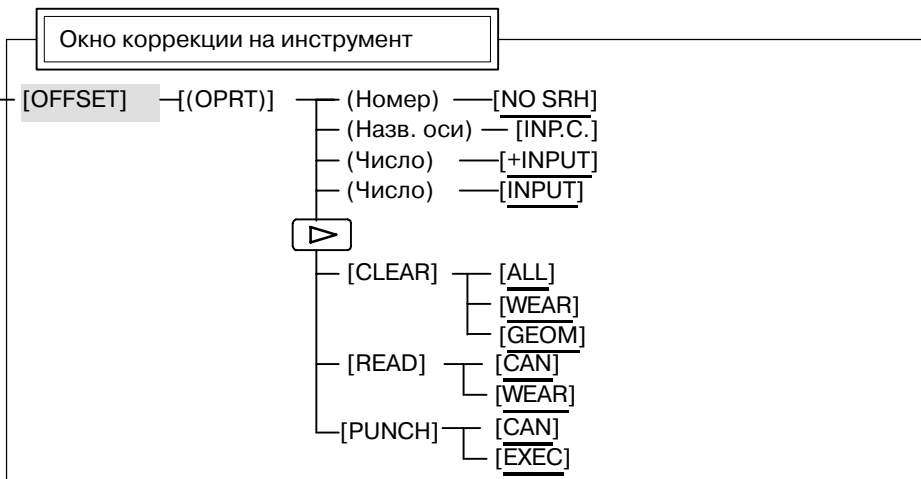 Окно коррекции на инструмент
[OFFSET] [(OPRT)] (Номер) [NO SRH]
(Назв. оси) [INP.C.]
(Число) [+INPUT]
(Число) [INPUT]
[CLEAR] [ALL]
[WEAR]
[GEOM]
[READ] [CAN]
[WEAR]
[PUNCH] [CAN]
[EXEC]